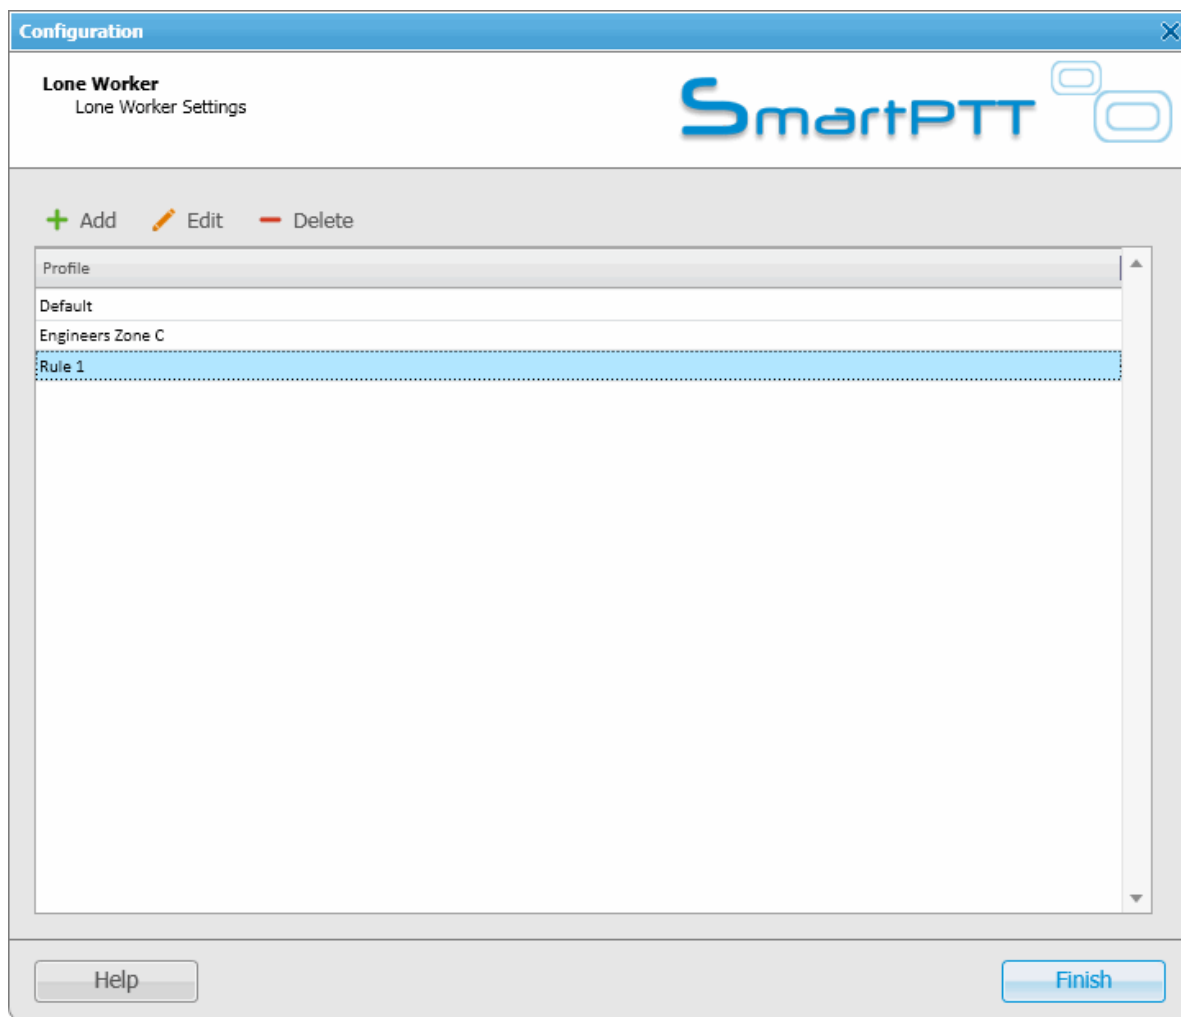 Configuration
Lone Worker
Lone Worker Settings
SmartPTT
Add Edit Delete
Profile
Default
Engineers Zone C
Rule 1
Help Finish